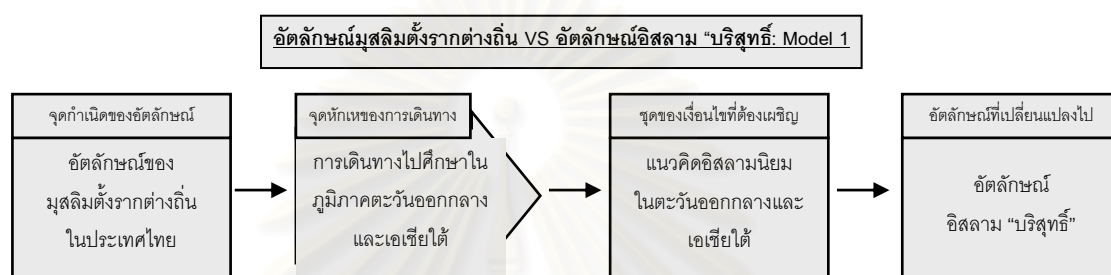 อัตลักษณ์มุสลิมตั้งรากต่างถิ่น VS อัตลักษณ์อิสลาม “บริสุทธิ์: Model 1
จุดกำเนิดของอัตลักษณ์
อัตลักษณ์ของ
มุสลิมตั้งรากต่างถิ่น
ในประเทศไทย
จุดหักเหของการเดินทาง
การเดินทางไปศึกษาใน
ภูมิภาคตะวันออกกลาง
และเอเชียใต้
ชุดของเงื่อนไขที่ต้องเผชิญ
แนวคิดอิสลามนิยม
ในตะวันออกกลางและ
เอเชียใต้
อัตลักษณ์ที่เปลี่ยนแปลงไป
อัตลักษณ์
อิสลาม “บริสุทธิ์”